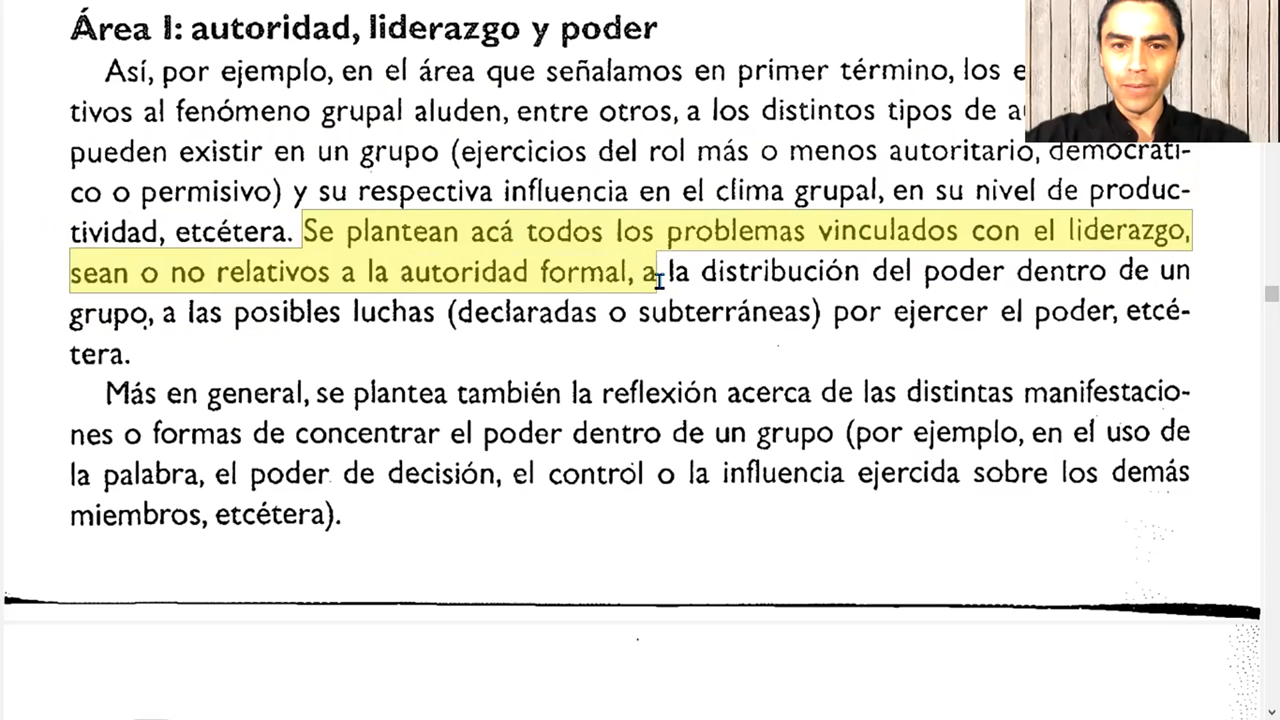 Área I: autoridad, liderazgo y poder
Así, por ejemplo, en el área que señalamos en primer término, los
tivos al fenómeno grupal aluden, entre otros, a los distintos tipos de
pueden existir en un grupo (ejercicios del rol más o menos autoritario, democráti-
co o permisivo) y su respectiva influencia en el clima grupal, en su nivel de produc-
tividad, etcétera. Se plantean acá todos los problemas vinculados con el liderazgo,
sean o no relativos a la autoridad formal, a la distribución del poder dentro de un
grupo, a las posibles luchas (declaradas o subterráneas) por ejercer el poder, etcé-
tera.
Más en general, se plantea también la reflexión acerca de las distintas manifestacio-
nes o formas de concentrar el poder dentro de un grupo (por ejemplo, en el uso de
la palabra, el poder de decisión, el control o la influencia ejercida sobre los demás
miembros, etcétera).